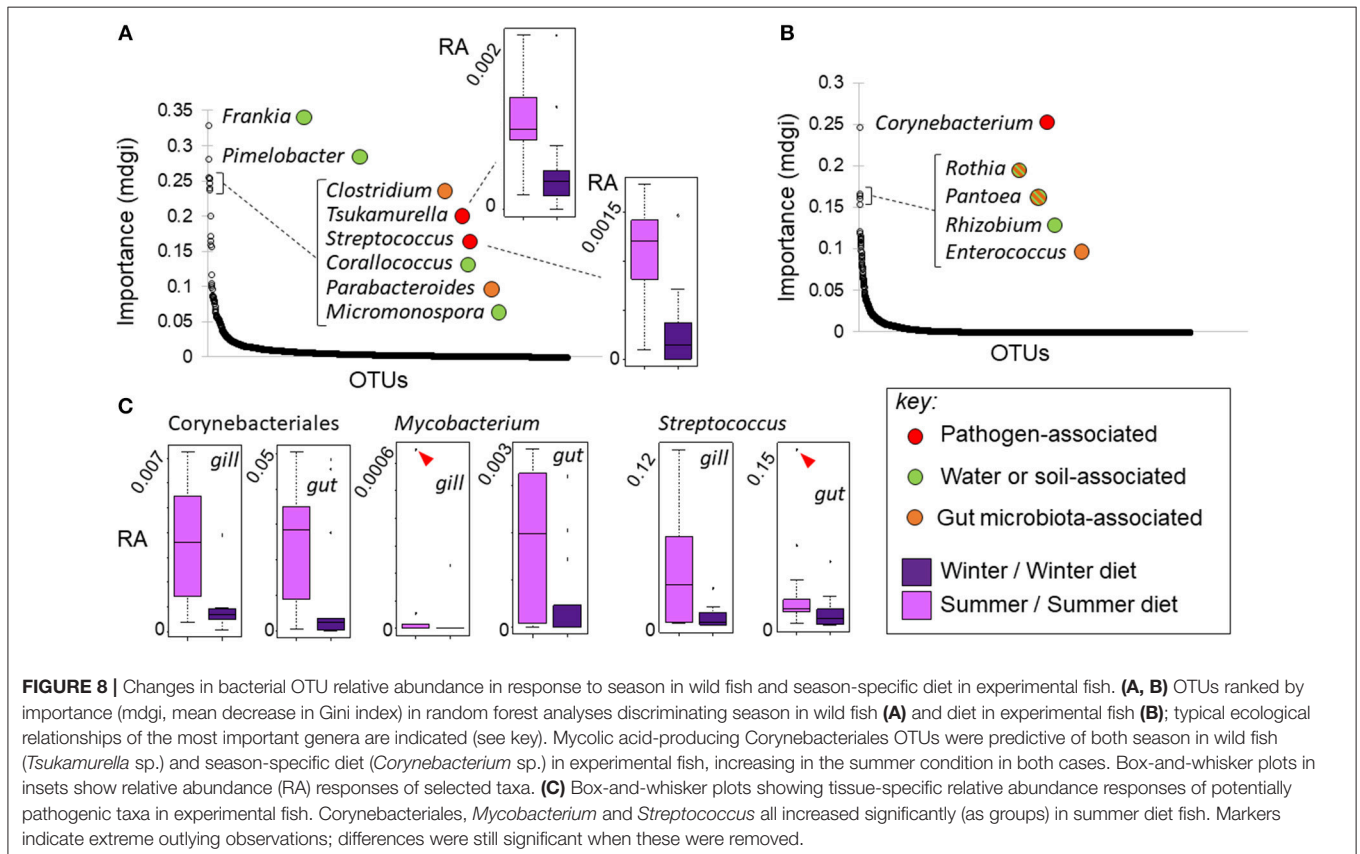 A
Importance (mdgi)
0.35
0.3
0.25
0.2
0.15
0.1
0.05
0
Frankia
Pimelobacter
Clostridium
Tsukamurella
Streptococcus
Corallococcus
Parabacteroides
Micromonospora
OTUs
RA
0.002
0
RA
0.0015
0
B
Importance (mdgi)
0.3
0.25
0.2
0.15
0.1
0.05
0
Corynebacterium
Rothia
Pantoea
Rhizobium
Enterococcus
OTUs
C
RA
Corynebacteriales
0.007
0
gill
0.05
0
gut
Mycobacterium
0.0006
0
gill
0.003
0
gut
Streptococcus
0.12
0
gill
0.15
0
gut
key:
Pathogen-associated
Water or soil-associated
Gut microbiota-associated
Winter / Winter diet
Summer / Summer diet
FIGURE 8 | Changes in bacterial OTU relative abundance in response to season in wild fish and season-specific diet in experimental fish. (A, B) OTUs ranked by
importance (mdgi, mean decrease in Gini index) in random forest analyses discriminating season in wild fish (A) and diet in experimental fish (B); typical ecological
relationships of the most important genera are indicated (see key). Mycolic acid-producing Corynebacteriales OTUs were predictive of both season in wild fish
(Tsukamurella sp.) and season-specific diet (Corynebacterium sp.) in experimental fish, increasing in the summer condition in both cases. Box-and-whisker plots in
insets show relative abundance (RA) responses of selected taxa. (C) Box-and-whisker plots showing tissue-specific relative abundance responses of potentially
pathogenic taxa in experimental fish. Corynebacteriales, Mycobacterium and Streptococcus all increased significantly (as groups) in summer diet fish. Markers
indicate extreme outlying observations; differences were still significant when these were removed.